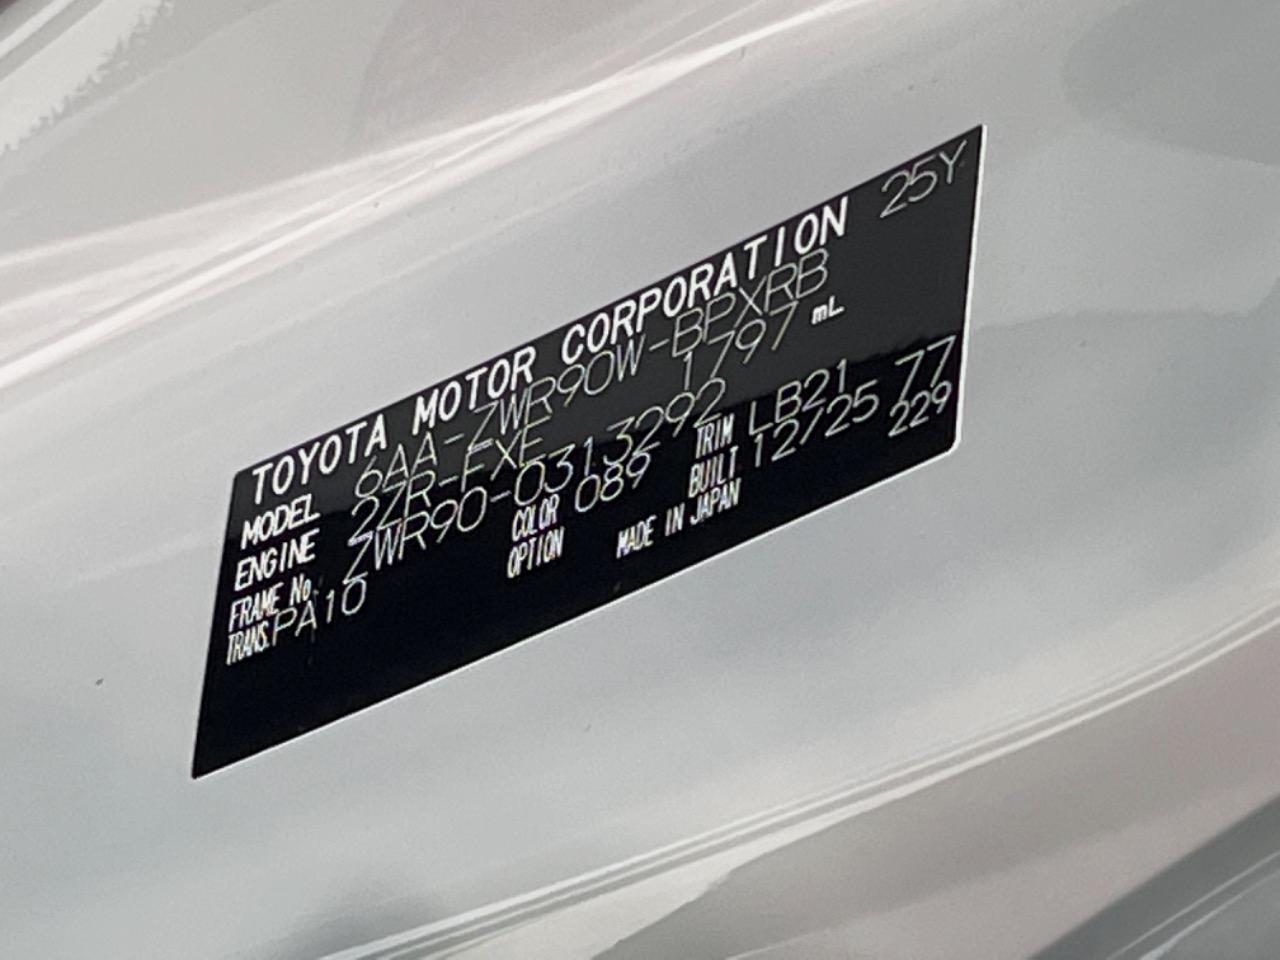 TOYOTA MOTOR CORPORATION 25Y
MODEL 6AA-ZWR90W-BPXRB
ENGINE 2ZR-FXE 1797 mL
FRAME No. ZWR90-0313292
TRANS. PA10 COLOR 089 TRIM LB21 77
OPTION BUILT 12/25 229
MADE IN JAPAN